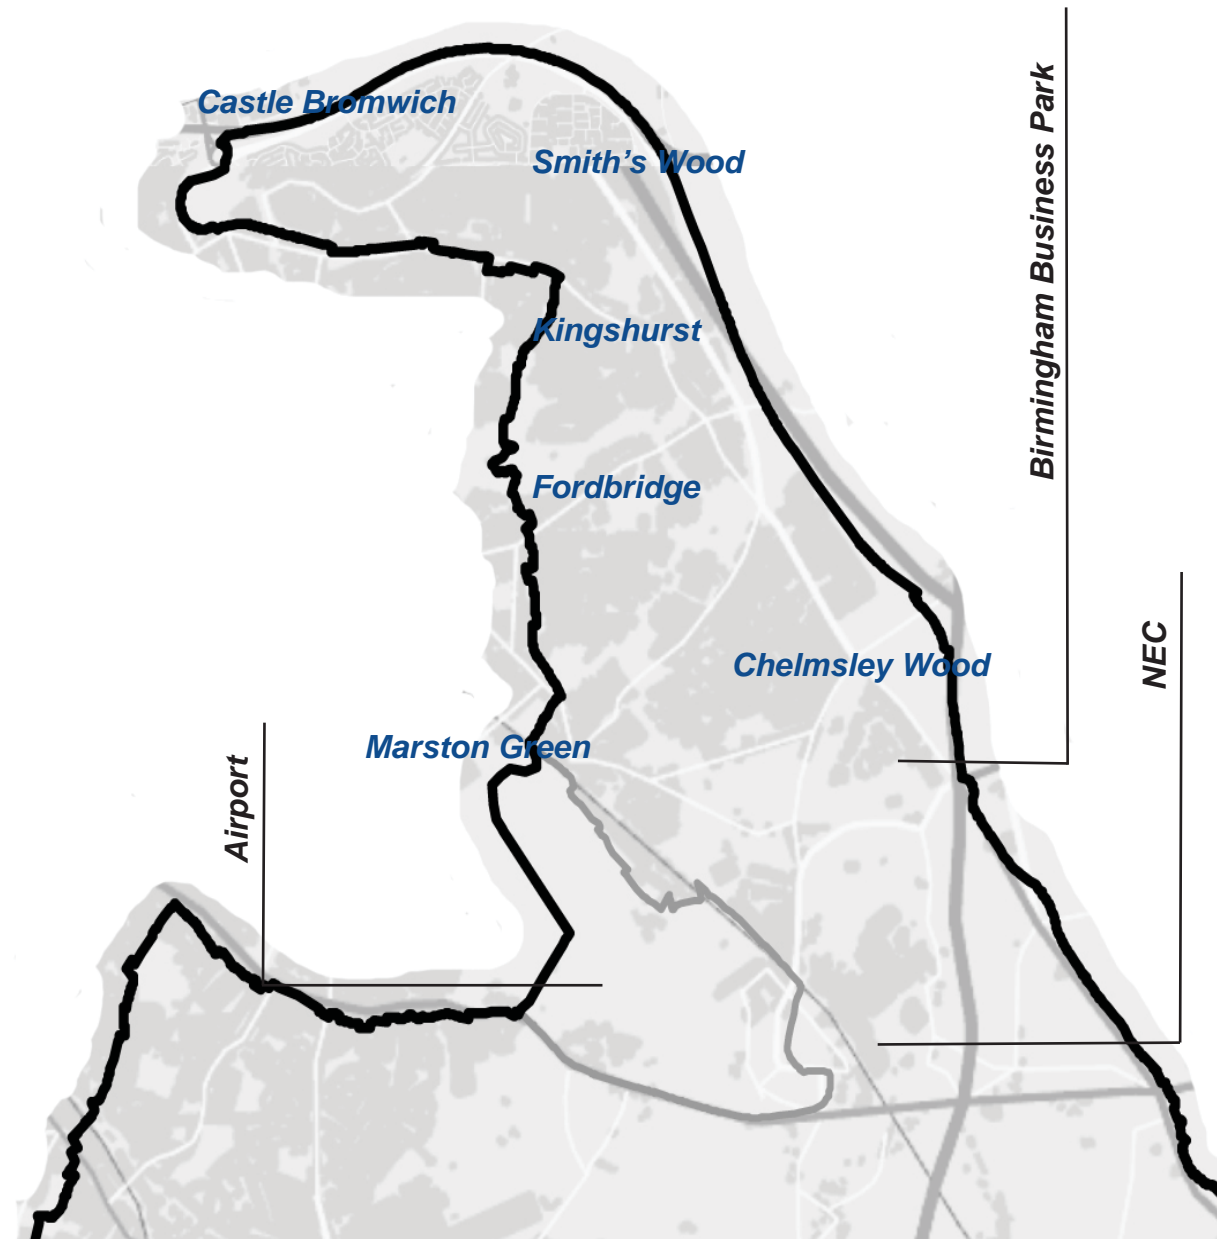 Castle Bromwich
Smith's Wood
Birmingham Business Park
Kingshurst
Fordbridge
NEC
Chelmsley Wood
Marston Green
Airport